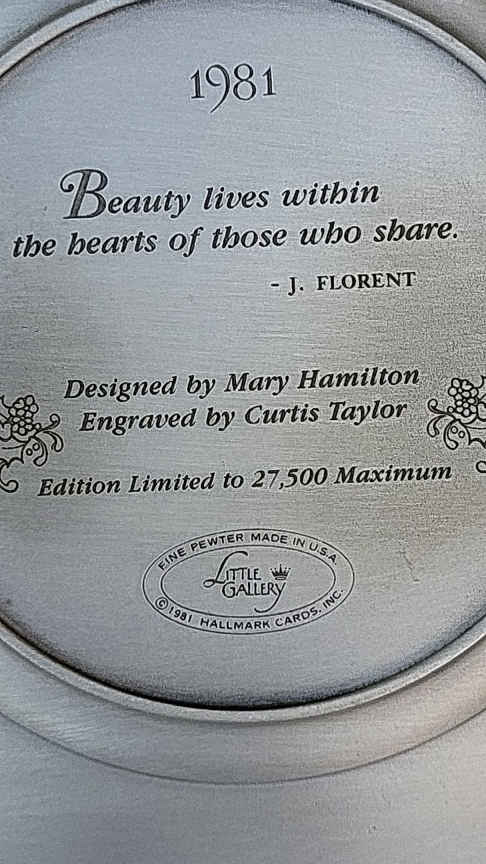 1981
Beauty lives within
the hearts of those who share.
- J. FLORENT
Designed by Mary Hamilton
Engraved by Curtis Taylor
Edition Limited to 27,500 Maximum
FINE PEWTER MADE IN U.S.A.
LITTLE
GALLERY
©1981 HALLMARK CARDS, INC.